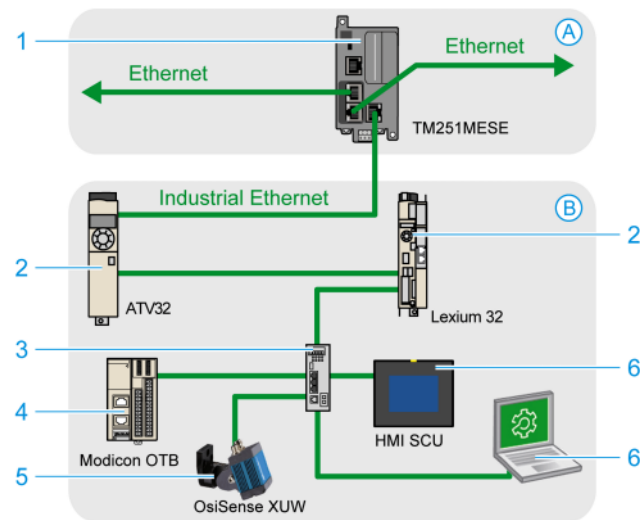 1
Ethernet
A
Ethernet
TM251MESE
Industrial Ethernet
B
2
2
ATV32
Lexium 32
3
4
6
HMI SCU
Modicon OTB
6
5
OsiSense XUW